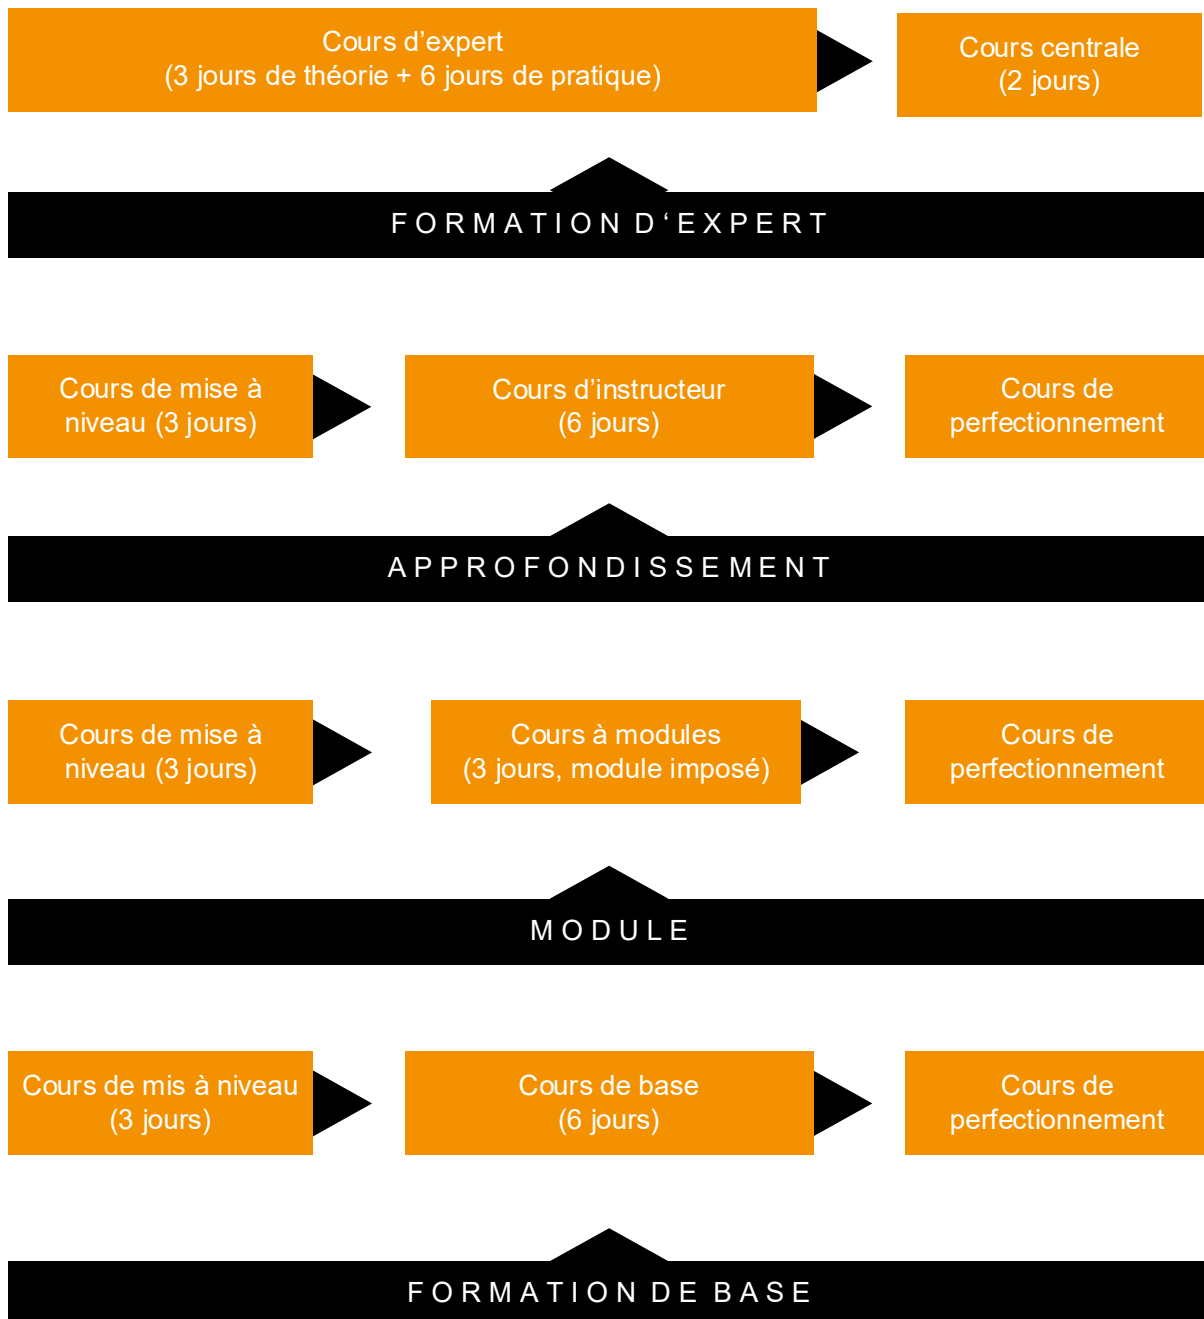 Cours d’expert
(3 jours de théorie + 6 jours de pratique)
Cours centrale
(2 jours)
FORMATION D‘EXPERT
Cours de mise à
niveau (3 jours)
Cours d’instructeur
(6 jours)
Cours de
perfectionnement
APPROFONDISSEMENT
Cours de mise à
niveau (3 jours)
Cours à modules
(3 jours, module imposé)
Cours de
perfectionnement
MODULE
Cours de mis à niveau
(3 jours)
Cours de base
(6 jours)
Cours de
perfectionnement
FORMATION DE BASE